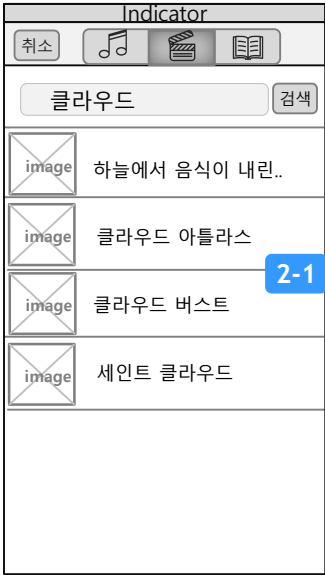 Indicator
취소
클라우드 검색
image 하늘에서 음식이 내린..
image 클라우드 아틀라스
2-1
image 클라우드 버스트
image 세인트 클라우드